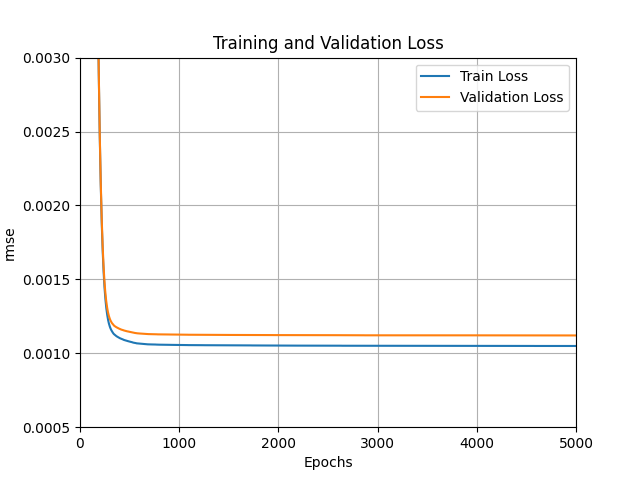 Training and Validation Loss
Train Loss
Validation Loss
0.0030
0.0025
0.0020
0.0015
0.0010
0.0005
rmse
0 1000 2000 3000 4000 5000
Epochs